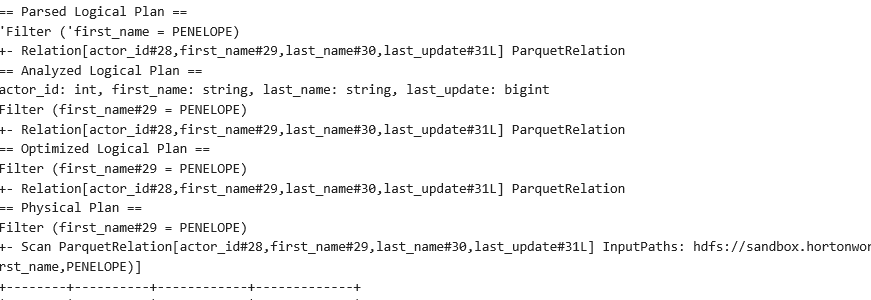 == Parsed Logical Plan ==
'Filter ('first_name = PENELOPE)
+- Relation[actor_id#28,first_name#29,last_name#30,last_update#31L] ParquetRelation
== Analyzed Logical Plan ==
actor_id: int, first_name: string, last_name: string, last_update: bigint
Filter (first_name#29 = PENELOPE)
+- Relation[actor_id#28,first_name#29,last_name#30,last_update#31L] ParquetRelation
== Optimized Logical Plan ==
Filter (first_name#29 = PENELOPE)
+- Relation[actor_id#28,first_name#29,last_name#30,last_update#31L] ParquetRelation
== Physical Plan ==
Filter (first_name#29 = PENELOPE)
+- Scan ParquetRelation[actor_id#28,first_name#29,last_name#30,last_update#31L] InputPaths: hdfs://sandbox.hortonwor
rst_name,PENELOPE)]
+--------+----------+------------+-------------+